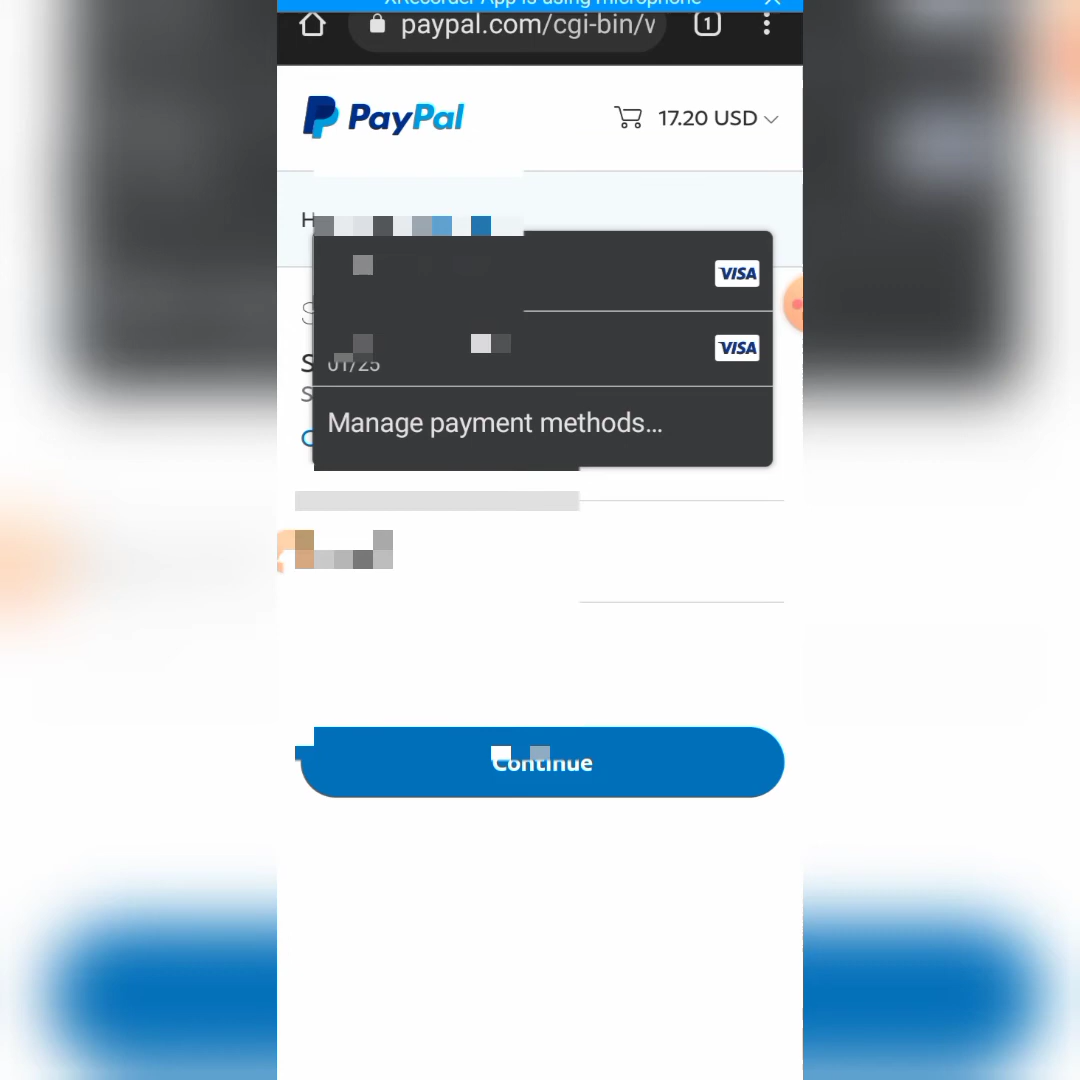 XRecorder App is using microphone
paypal.com/cgi-bin/v
1
PayPal
17.20 USD
H
VISA
S
VISA
S
01/25
S
Manage payment methods...
Continue